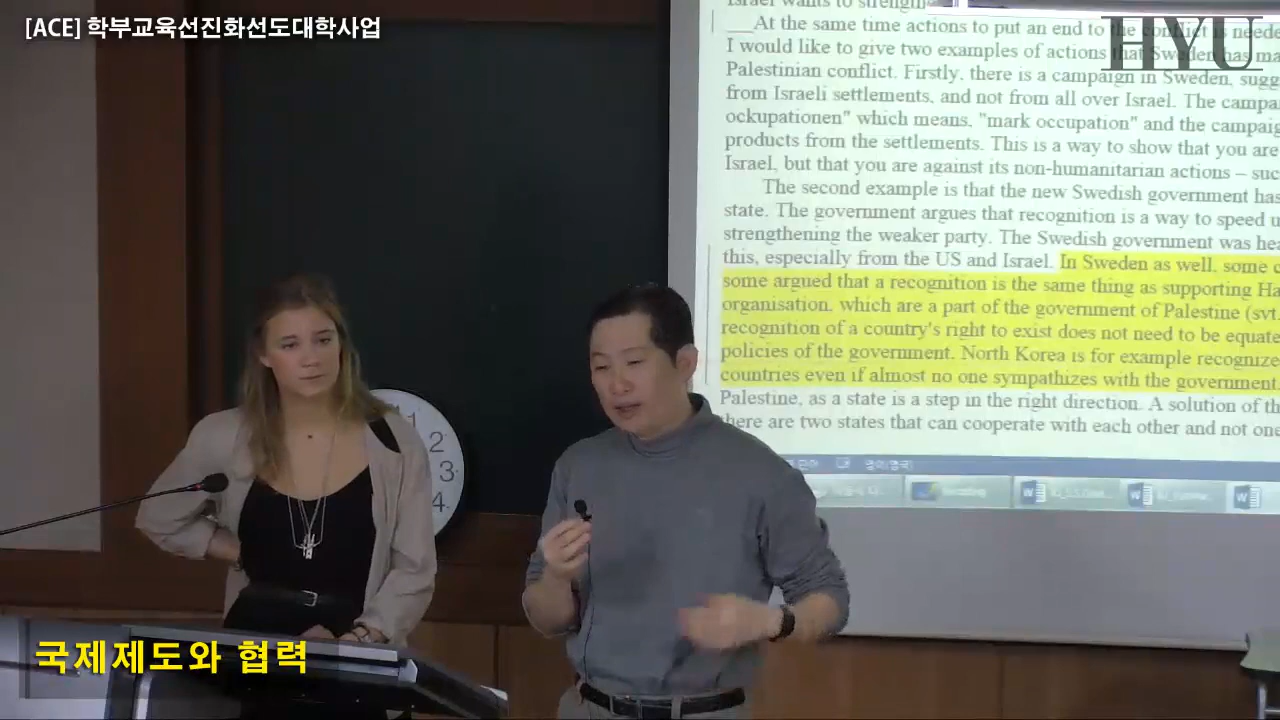 [ACE] 학부교육선진화선도대학사업
HYU
Israel wants to strength
At the same time actions to put an end to the conflict is neede
I would like to give two examples of actions that Sweden has ma
Palestinian conflict. Firstly, there is a campaign in Sweden, sugg
from Israeli settlements, and not from all over Israel. The campa
ockupationen" which means, "mark occupation" and the campaig
products from the settlements. This is a way to show that you are
Israel, but that you are against its non-humanitarian actions – suc
The second example is that the new Swedish government has
state. The government argues that recognition is a way to speed u
strengthening the weaker party. The Swedish government was hea
this, especially from the US and Israel. In Sweden as well, some c
some argued that a recognition is the same thing as supporting Ha
organisation, which are a part of the government of Palestine (svt.
recognition of a country's right to exist does not need to be equate
policies of the government. North Korea is for example recognize
countries even if almost no one sympathizes with the government.
Palestine, as a state is a step in the right direction. A solution of th
there are two states that can cooperate with each other and not one
영어(영국)
1
2
3
4
국제제도와 협력